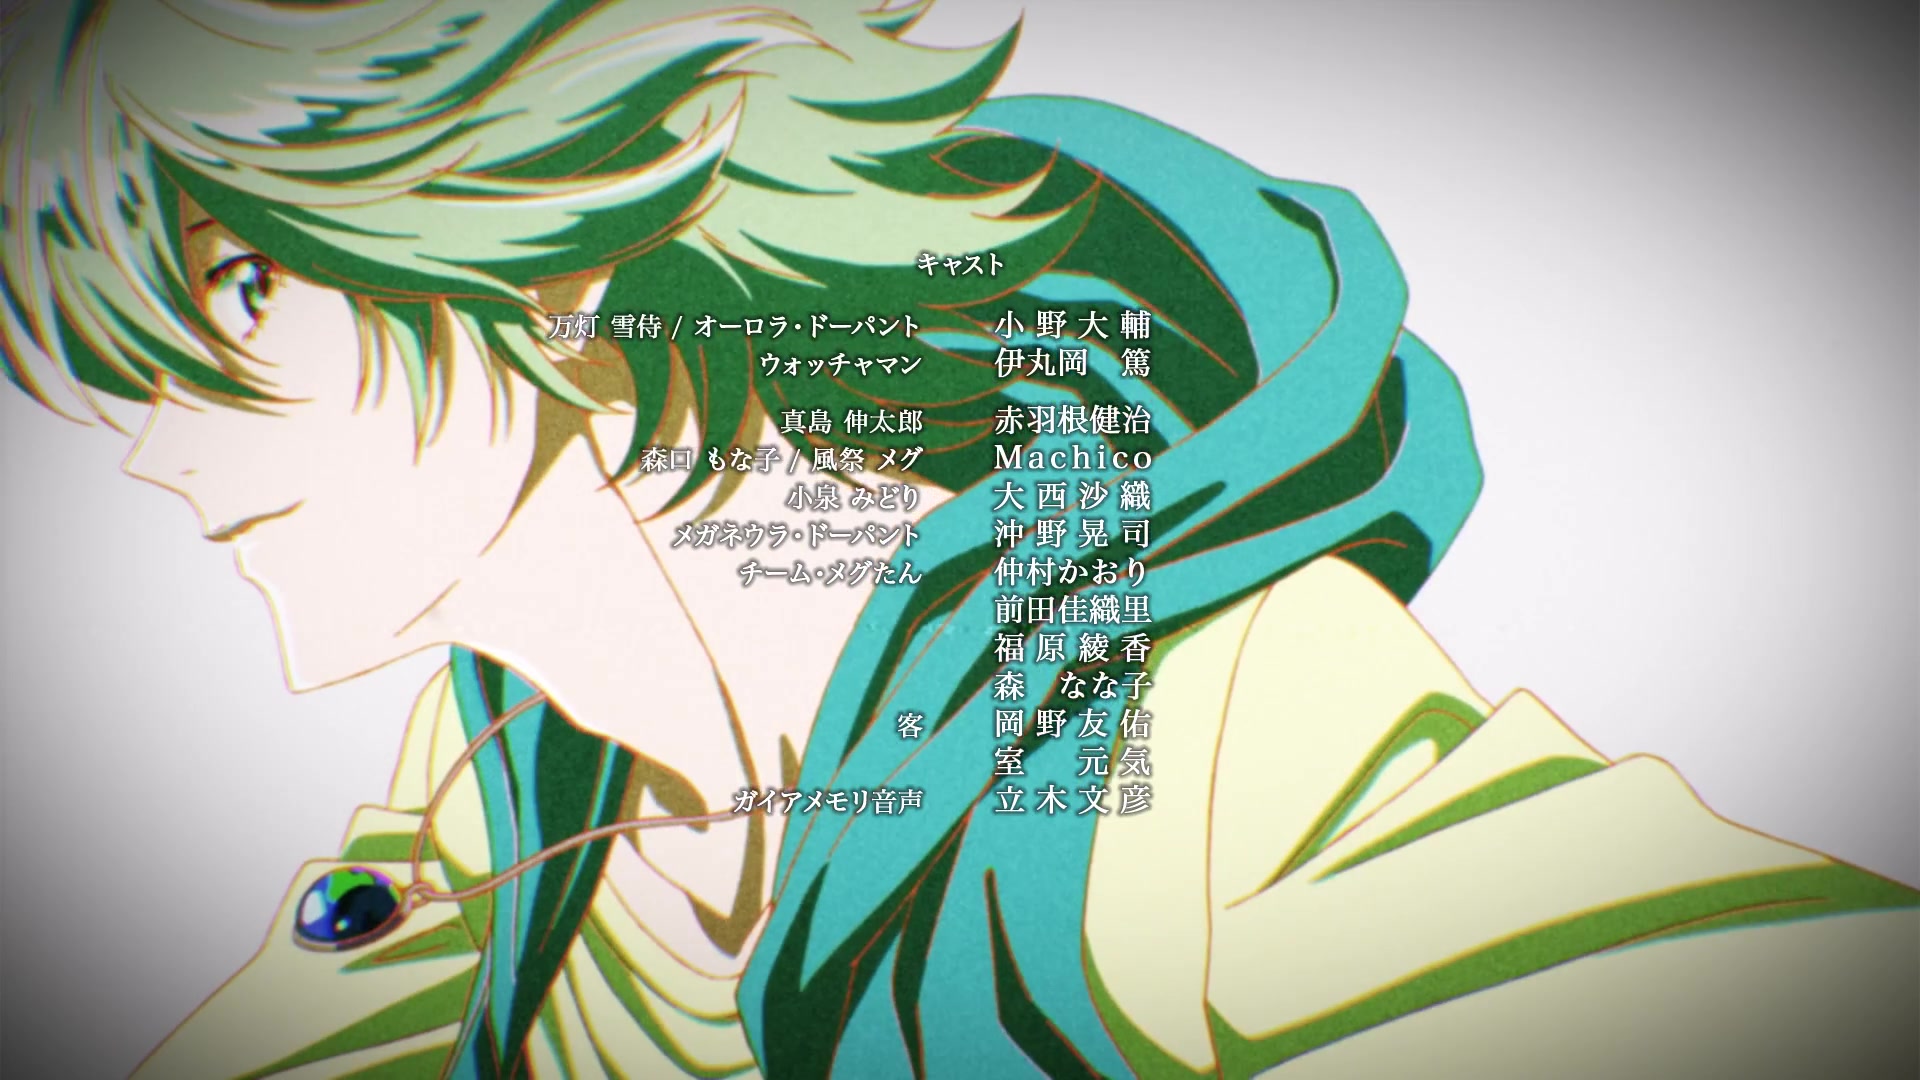 キャスト
万灯 雪侍 / オーロラ・ドーパント 小野大輔
ウォッチャマン 伊丸岡 篤
真島 伸太郎 赤羽根健治
森口 もな子 / 風祭 メグ Machico
小泉 みどり 大西沙織
メガネウラ・ドーパント 沖野晃司
チーム・メグたん 仲村かおり
前田佳織里
福原綾香
森 なな子
客 岡野友佑
室 元気
ガイアメモリ音声 立木文彦